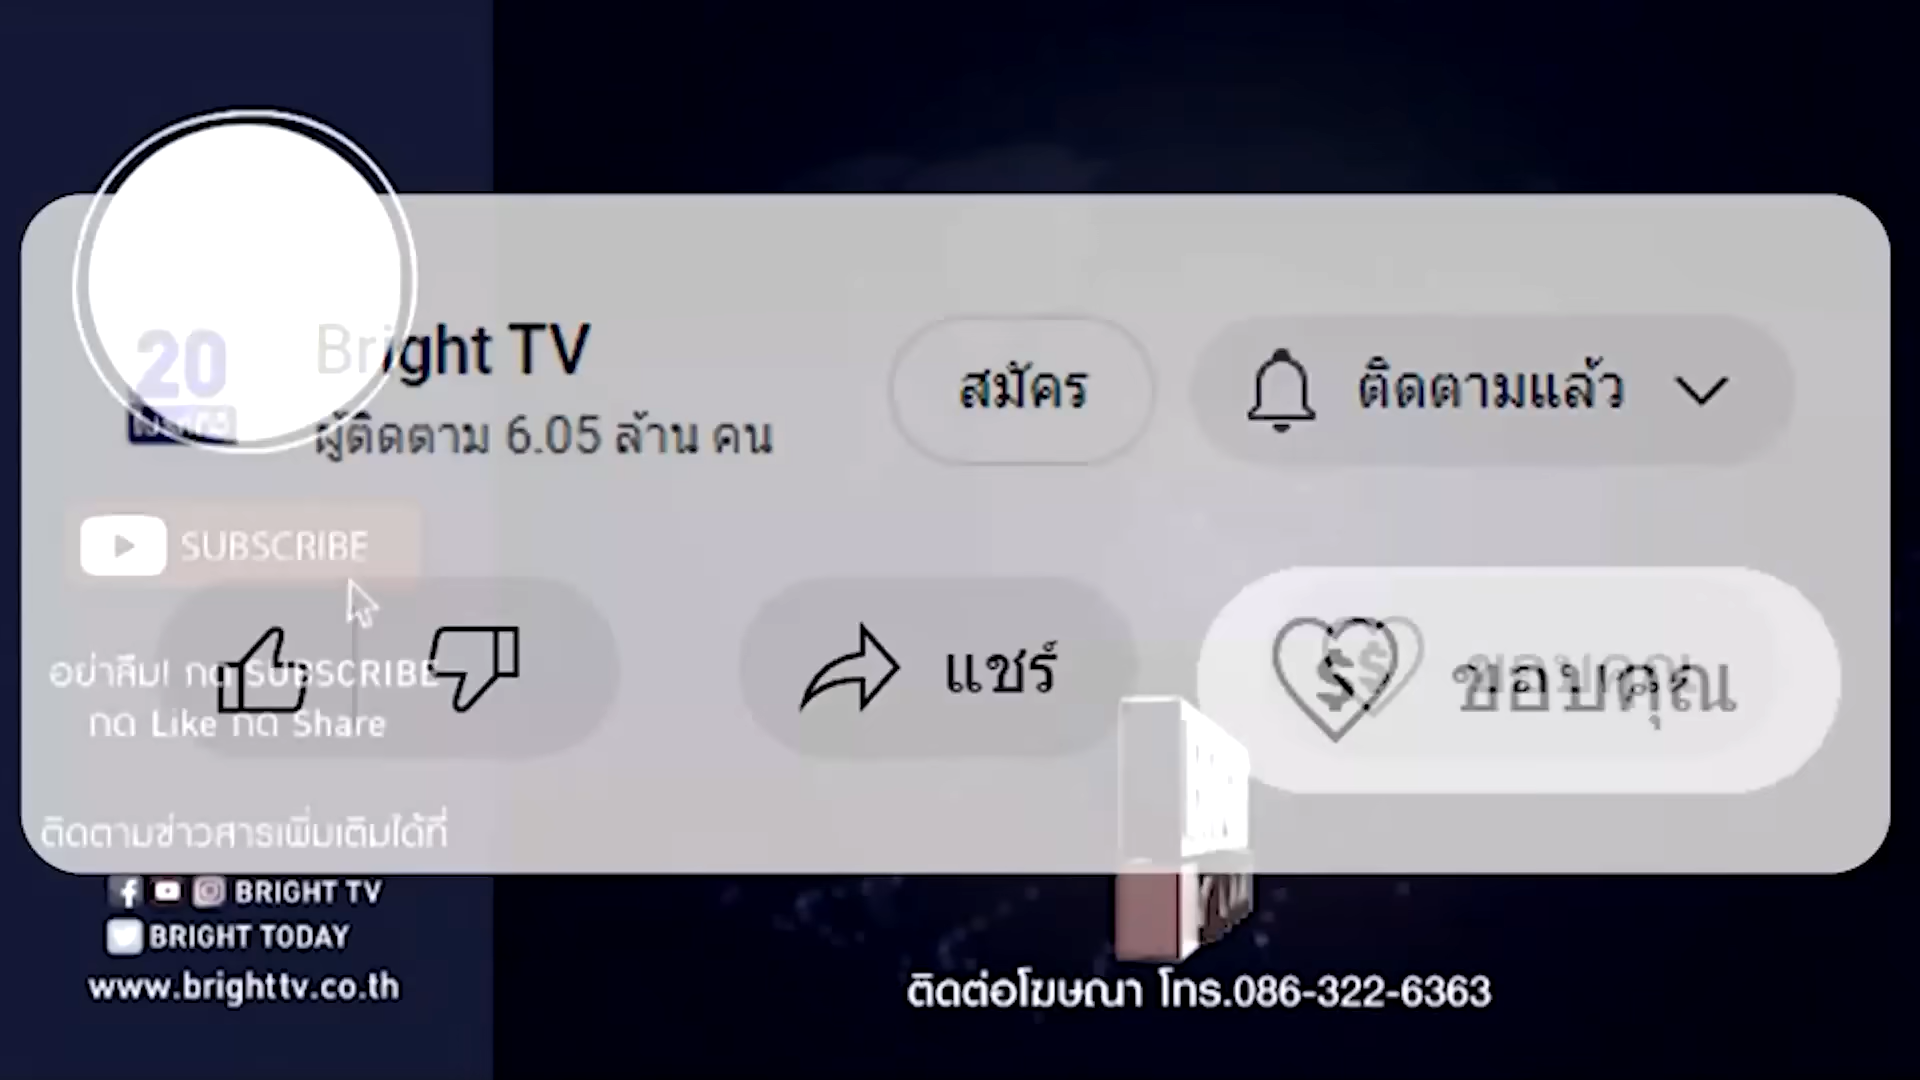 Bright TV
ผู้ติดตาม 6.05 ล้าน คน
สมัคร
ติดตามแล้ว
20
SUBSCRIBE
แชร์
ขอบคุณ
อย่าลืม! กด SUBSCRIBE
กด Like กด Share
ติดตามข่าวสารเพิ่มเติมได้ที่
BRIGHT TV
BRIGHT TODAY
www.brighttv.co.th
ติดต่อโฆษณา โทร.086-322-6363